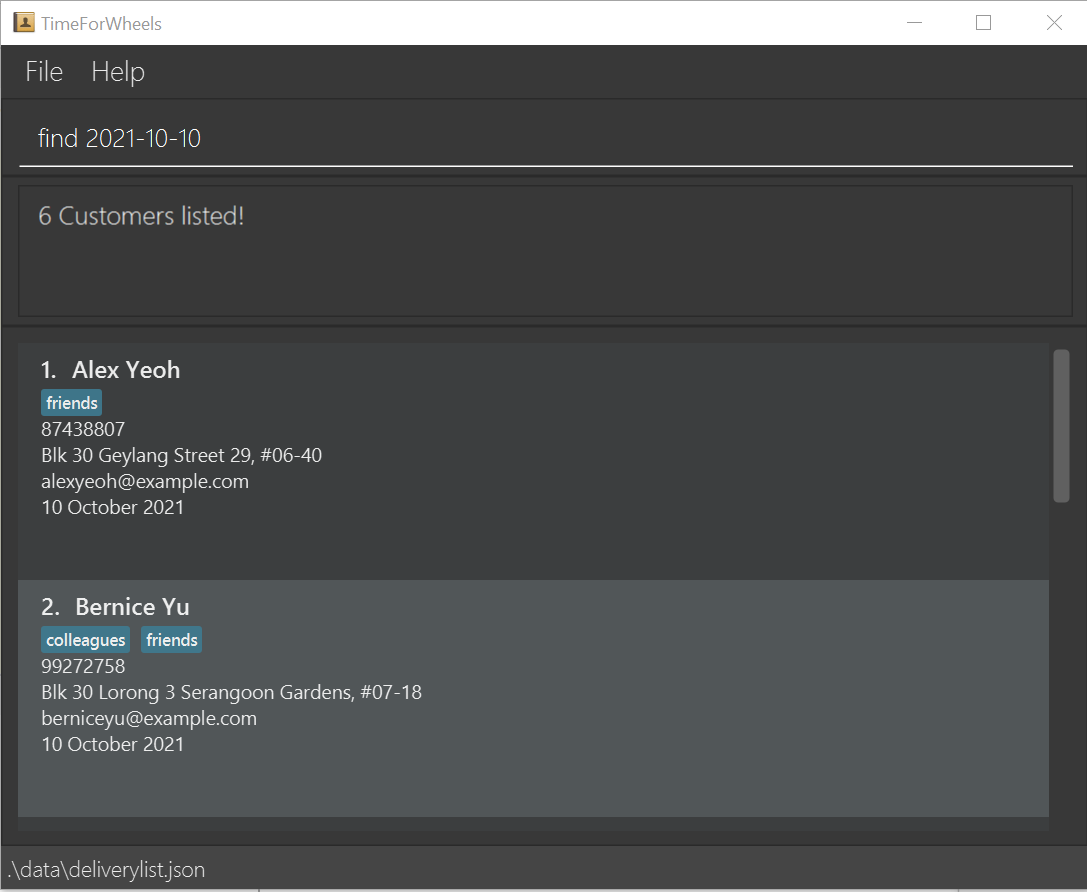 TimeForWheels
File Help
find 2021-10-10
6 Customers listed!
1. Alex Yeoh
friends
87438807
Blk 30 Geylang Street 29, #06-40
alexyeoh@example.com
10 October 2021
2. Bernice Yu
colleagues friends
99272758
Blk 30 Lorong 3 Serangoon Gardens, #07-18
berniceyu@example.com
10 October 2021
.\data\deliverylist.json